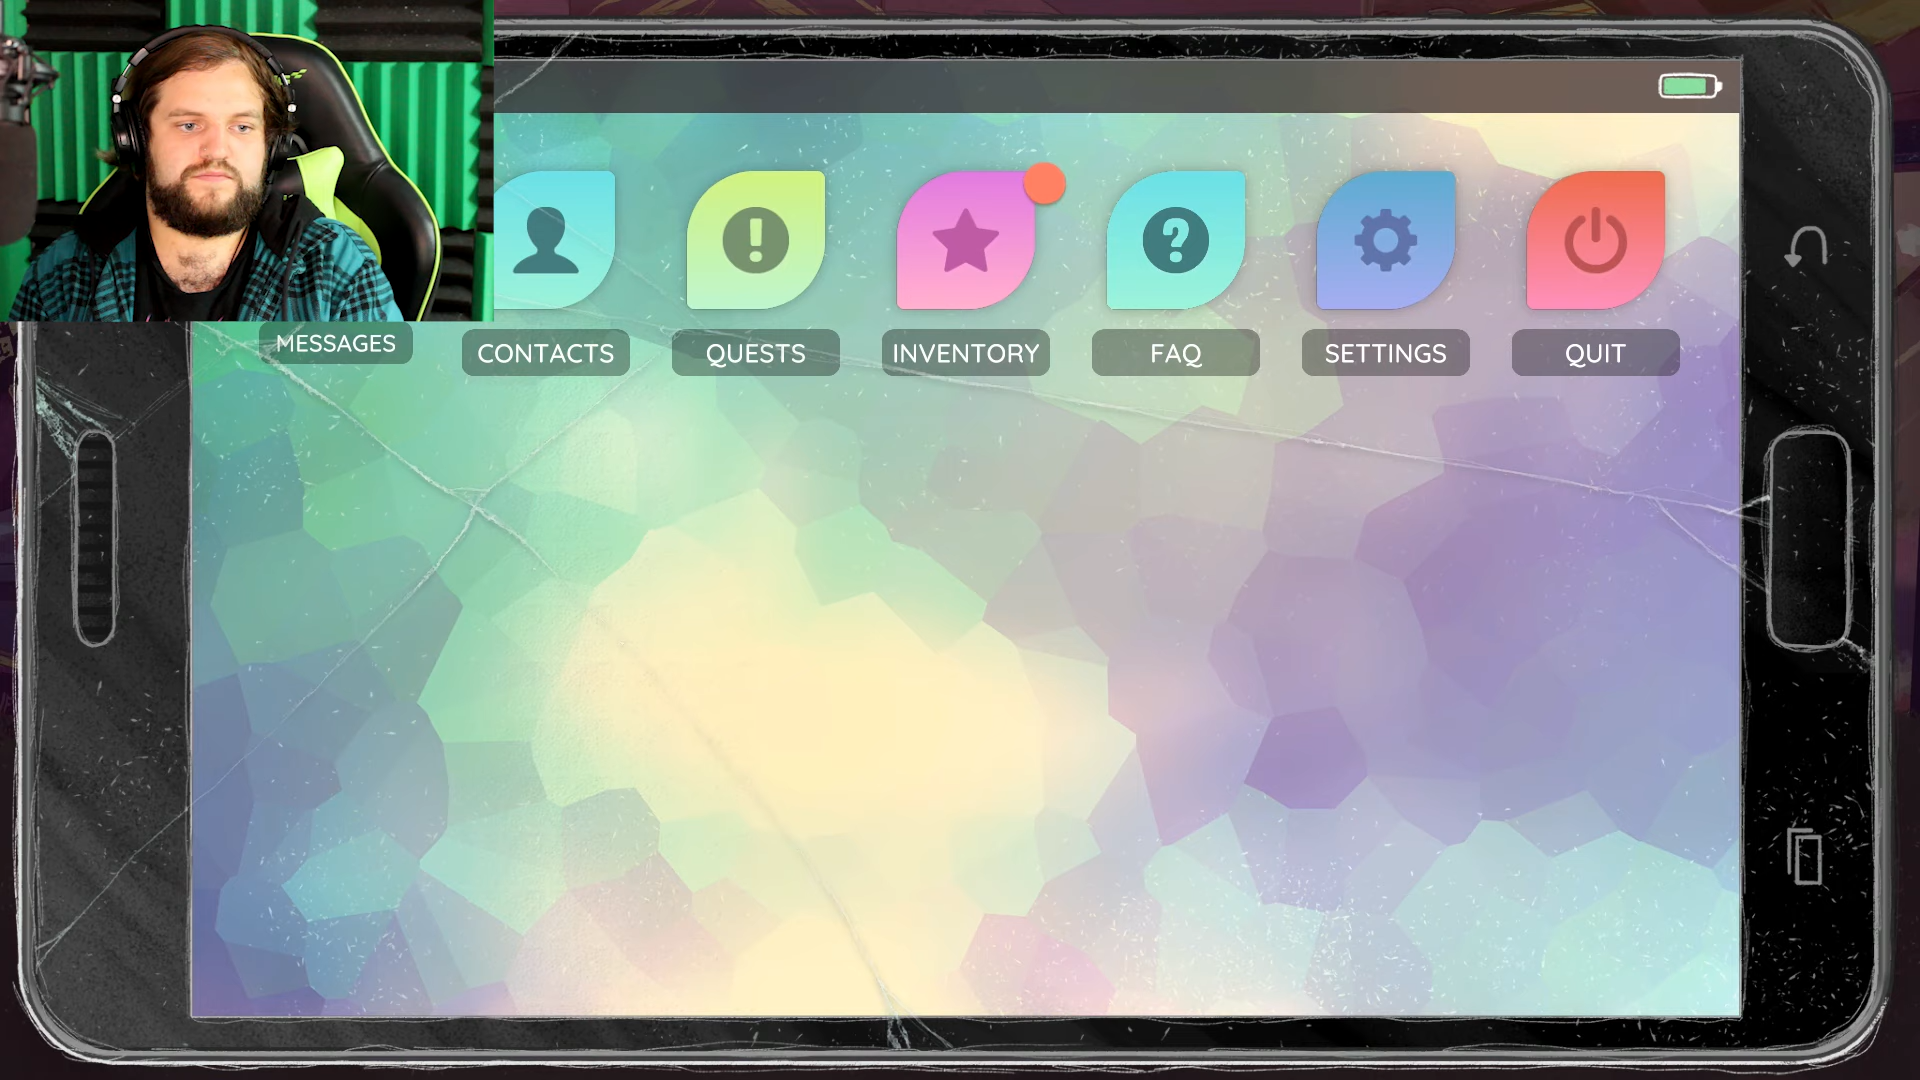 MESSAGES
CONTACTS
QUESTS
INVENTORY
FAQ
SETTINGS
QUIT